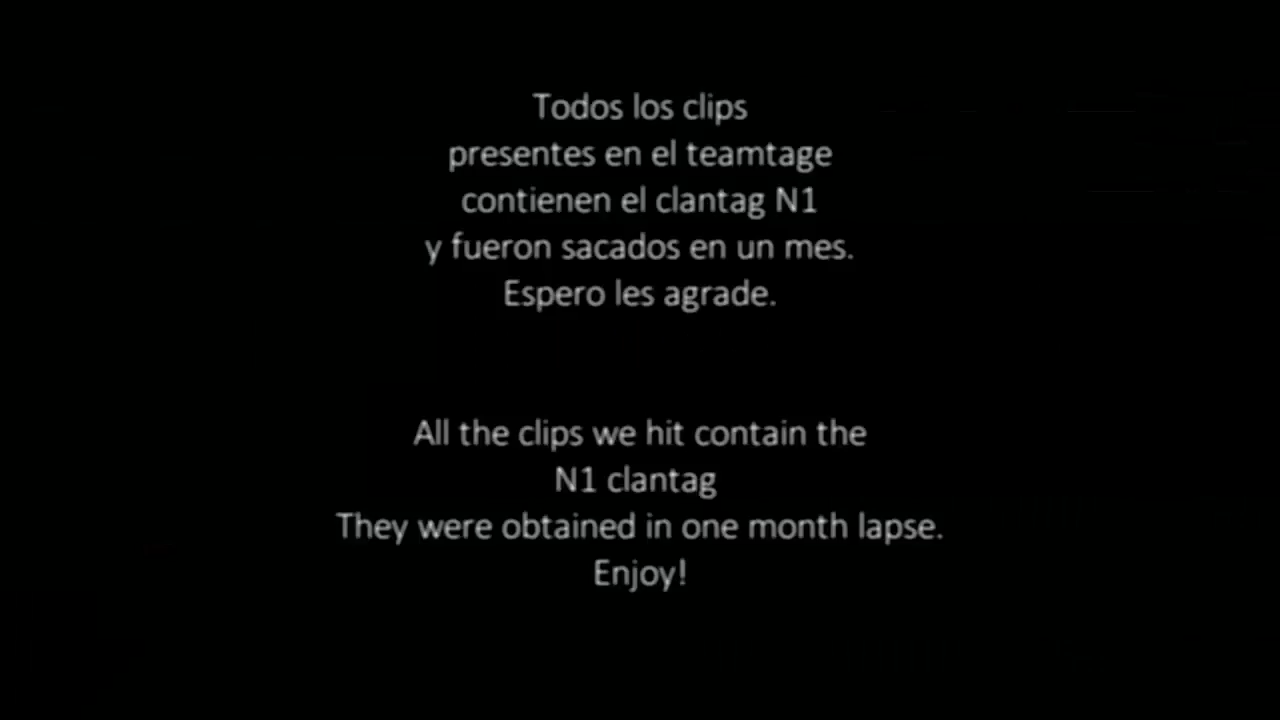 Todos los clips
presentes en el teamtage
contienen el clantag N1
y fueron sacados en un mes.
Espero les agrade.
All the clips we hit contain the
N1 clantag
They were obtained in one month lapse.
Enjoy!